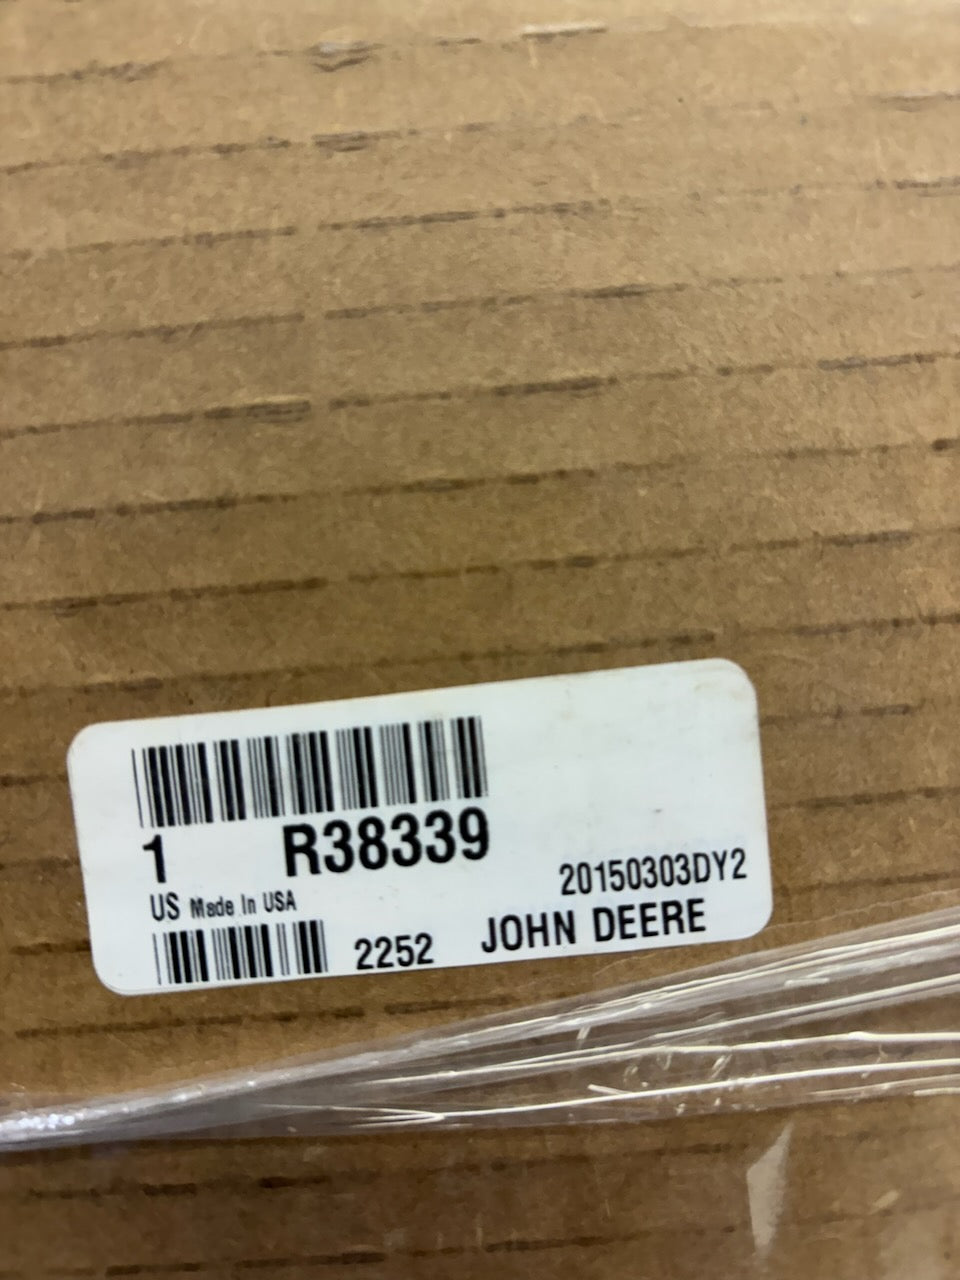 1 R38339
20150303DY2
US Made In USA
2252 JOHN DEERE